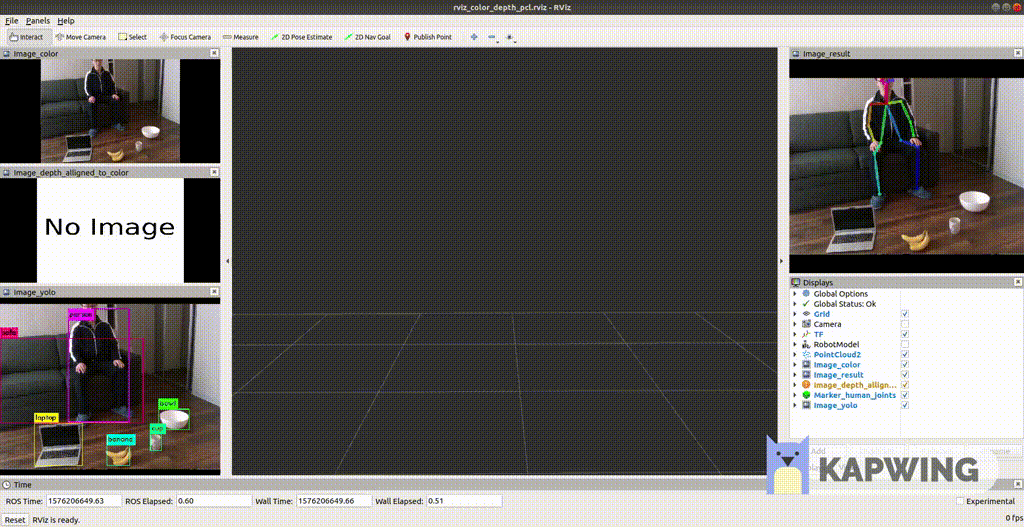 rviz_color_depth_pcl.rviz - RViz
File Panels Help
Interact Move Camera Select Focus Camera Measure 2D Pose Estimate 2D Nav Goal Publish Point
Image_color
Image_depth_alligned_to_color
No Image
Image_yolo
person
sofa
laptop
bowl
cup
banana
Image_result
Displays
Global Options
Global Status: Ok
Grid
Camera
TF
RobotModel
PointCloud2
Image_color
Image_result
Image_depth_allign...
Marker_human_joints
Image_yolo
Add
KAPWING
Time
ROS Time: 1576206649.63 ROS Elapsed: 0.60 Wall Time: 1576206649.66 Wall Elapsed: 0.51
Experimental
Reset RViz is ready.
0 fps